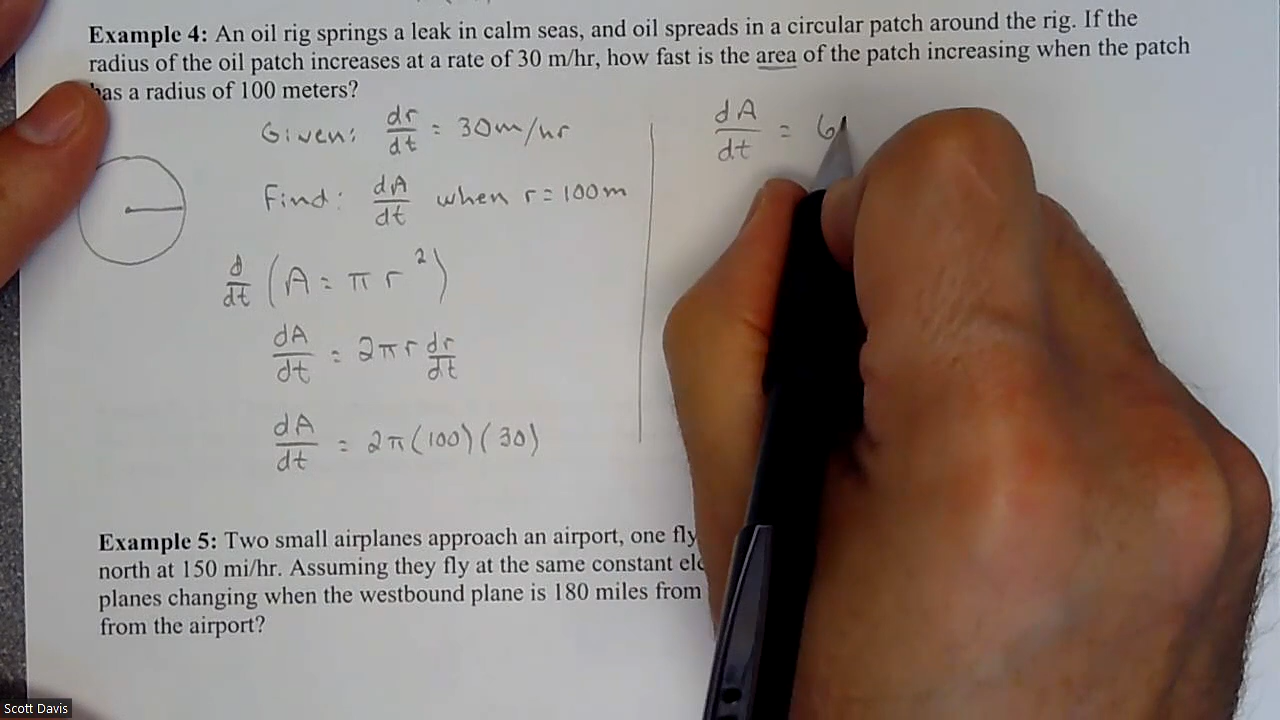 Example 4: An oil rig springs a leak in calm seas, and oil spreads in a circular patch around the rig. If the
radius of the oil patch increases at a rate of 30 m/hr, how fast is the area of the patch increasing when the patch
has a radius of 100 meters?
Given: dr/dt = 30m/hr
Find: dA/dt when r = 100m
d/dt (A = π r²)
dA/dt = 2πr dr/dt
dA/dt = 2π(100)(30)
dA/dt = 6
Example 5: Two small airplanes approach an airport, one fly
north at 150 mi/hr. Assuming they fly at the same constant ele
planes changing when the westbound plane is 180 miles from
from the airport?
Scott Davis